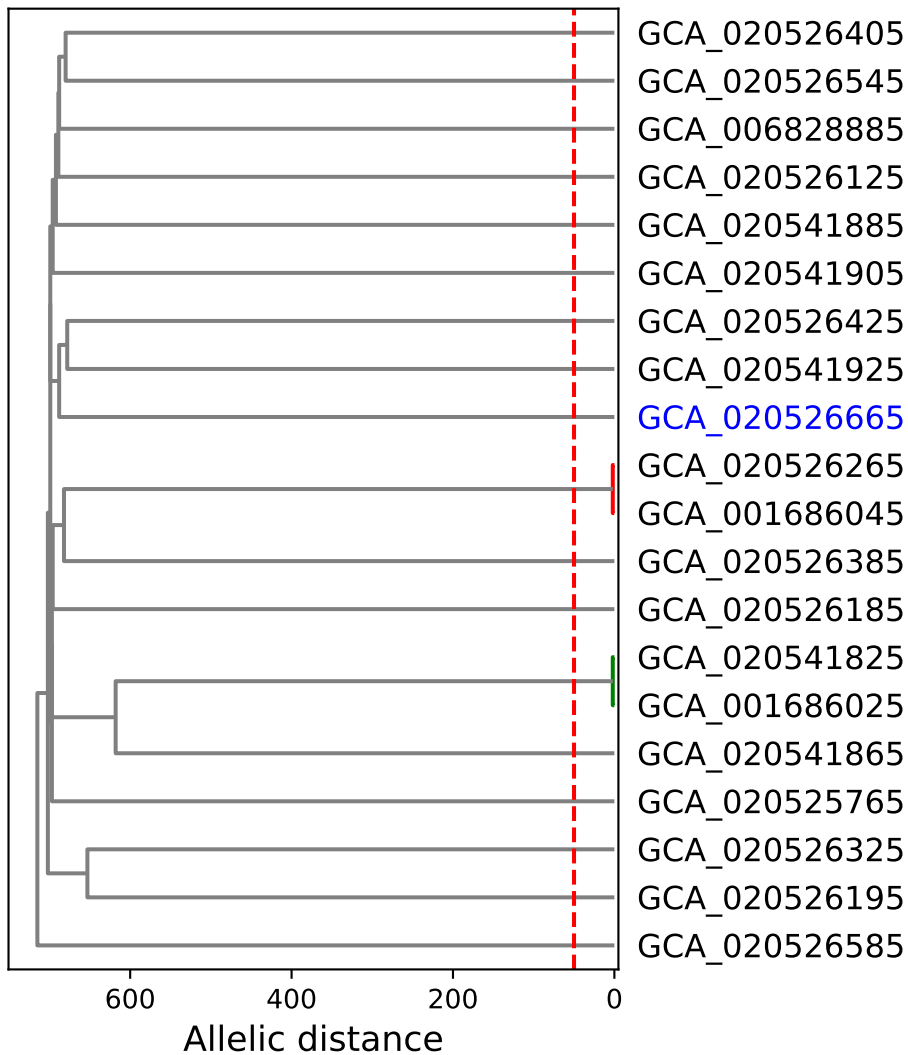 GCA_020526405
GCA_020526545
GCA_006828885
GCA_020526125
GCA_020541885
GCA_020541905
GCA_020526425
GCA_020541925
GCA_020526665
GCA_020526265
GCA_001686045
GCA_020526385
GCA_020526185
GCA_020541825
GCA_001686025
GCA_020541865
GCA_020525765
GCA_020526325
GCA_020526195
GCA_020526585
600 400 200 0
Allelic distance